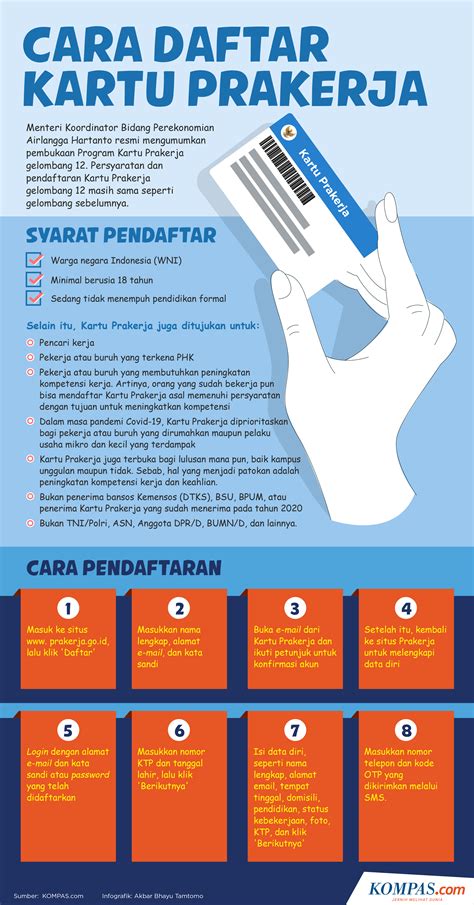 CARA DAFTAR
KARTU PRAKERJA
Menteri Koordinator Bidang Perekonomian
Airlangga Hartanto resmi mengumumkan
pembukaan Program Kartu Prakerja
gelombang 12. Persyaratan dan
pendaftaran Kartu Prakerja
gelombang 12 masih sama seperti
gelombang sebelumnya.
Kartu Prakerja
SYARAT PENDAFTAR
Warga negara Indonesia (WNI)
Minimal berusia 18 tahun
Sedang tidak menempuh pendidikan formal
Selain itu, Kartu Prakerja juga ditujukan untuk:
Pencari kerja
Pekerja atau buruh yang terkena PHK
Pekerja atau buruh yang membutuhkan peningkatan
kompetensi kerja. Artinya, orang yang sudah bekerja pun
bisa mendaftar Kartu Prakerja asal memenuhi persyaratan
dengan tujuan untuk meningkatkan kompetensi
Dalam masa pandemi Covid-19, Kartu Prakerja diprioritaskan
bagi pekerja atau buruh yang dirumahkan maupun pelaku
usaha mikro dan kecil yang terdampak
Kartu Prakerja juga terbuka bagi lulusan mana pun, baik kampus
unggulan maupun tidak. Sebab, hal yang menjadi patokan adalah
peningkatan kompetensi kerja dan keahlian.
Bukan penerima bansos Kemensos (DTKS), BSU, BPUM, atau
penerima Kartu Prakerja yang sudah menerima pada tahun 2020
Bukan TNI/Polri, ASN, Anggota DPR/D, BUMN/D, dan lainnya.
CARA PENDAFTARAN
1
Masuk ke situs
www. prakerja.go.id,
lalu klik 'Daftar'
2
Masukkan nama
lengkap, alamat
e-mail, dan kata
sandi
3
Buka e-mail dari
Kartu Prakerja dan
ikuti petunjuk untuk
konfirmasi akun
4
Setelah itu, kembali
ke situs Prakerja
untuk melengkapi
data diri
5
Login dengan alamat
e-mail dan kata
sandi atau password
yang telah
didaftarkan
6
Masukkan nomor
KTP dan tanggal
lahir, lalu klik
'Berikutnya'
7
Isi data diri,
seperti nama
lengkap, alamat
email, tempat
tinggal, domisili,
pendidikan, status
kebekerjaan, foto,
KTP, dan klik
'Berikutnya'
8
Masukkan nomor
telepon dan kode
OTP yang
dikirimkan melalui
SMS.
Sumber: KOMPAS.com
Infografik: Akbar Bhayu Tamtomo
KOMPAS.com
JERNIH MELIHAT DUNIA